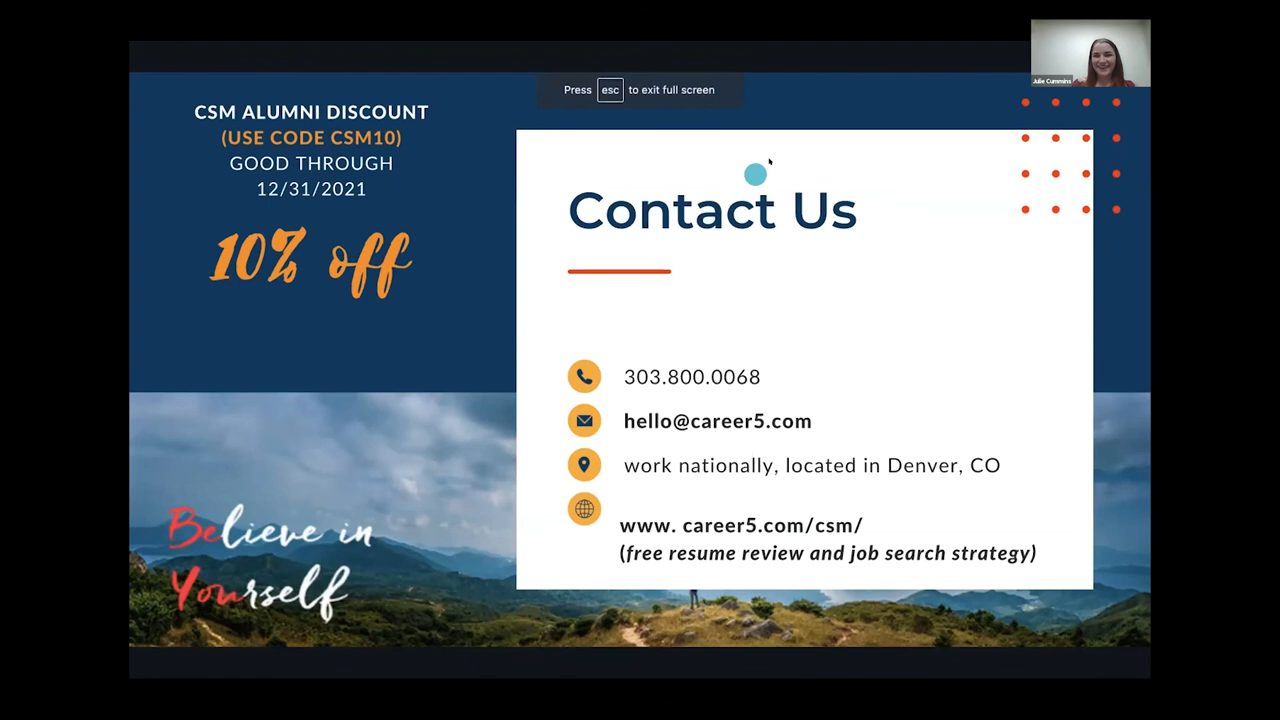 Julie Cummins
Press esc to exit full screen
CSM ALUMNI DISCOUNT
(USE CODE CSM10)
GOOD THROUGH
12/31/2021
10% off
Believe in
Yourself
Contact Us
303.800.0068
hello@career5.com
work nationally, located in Denver, CO
www. career5.com/csm/
(free resume review and job search strategy)